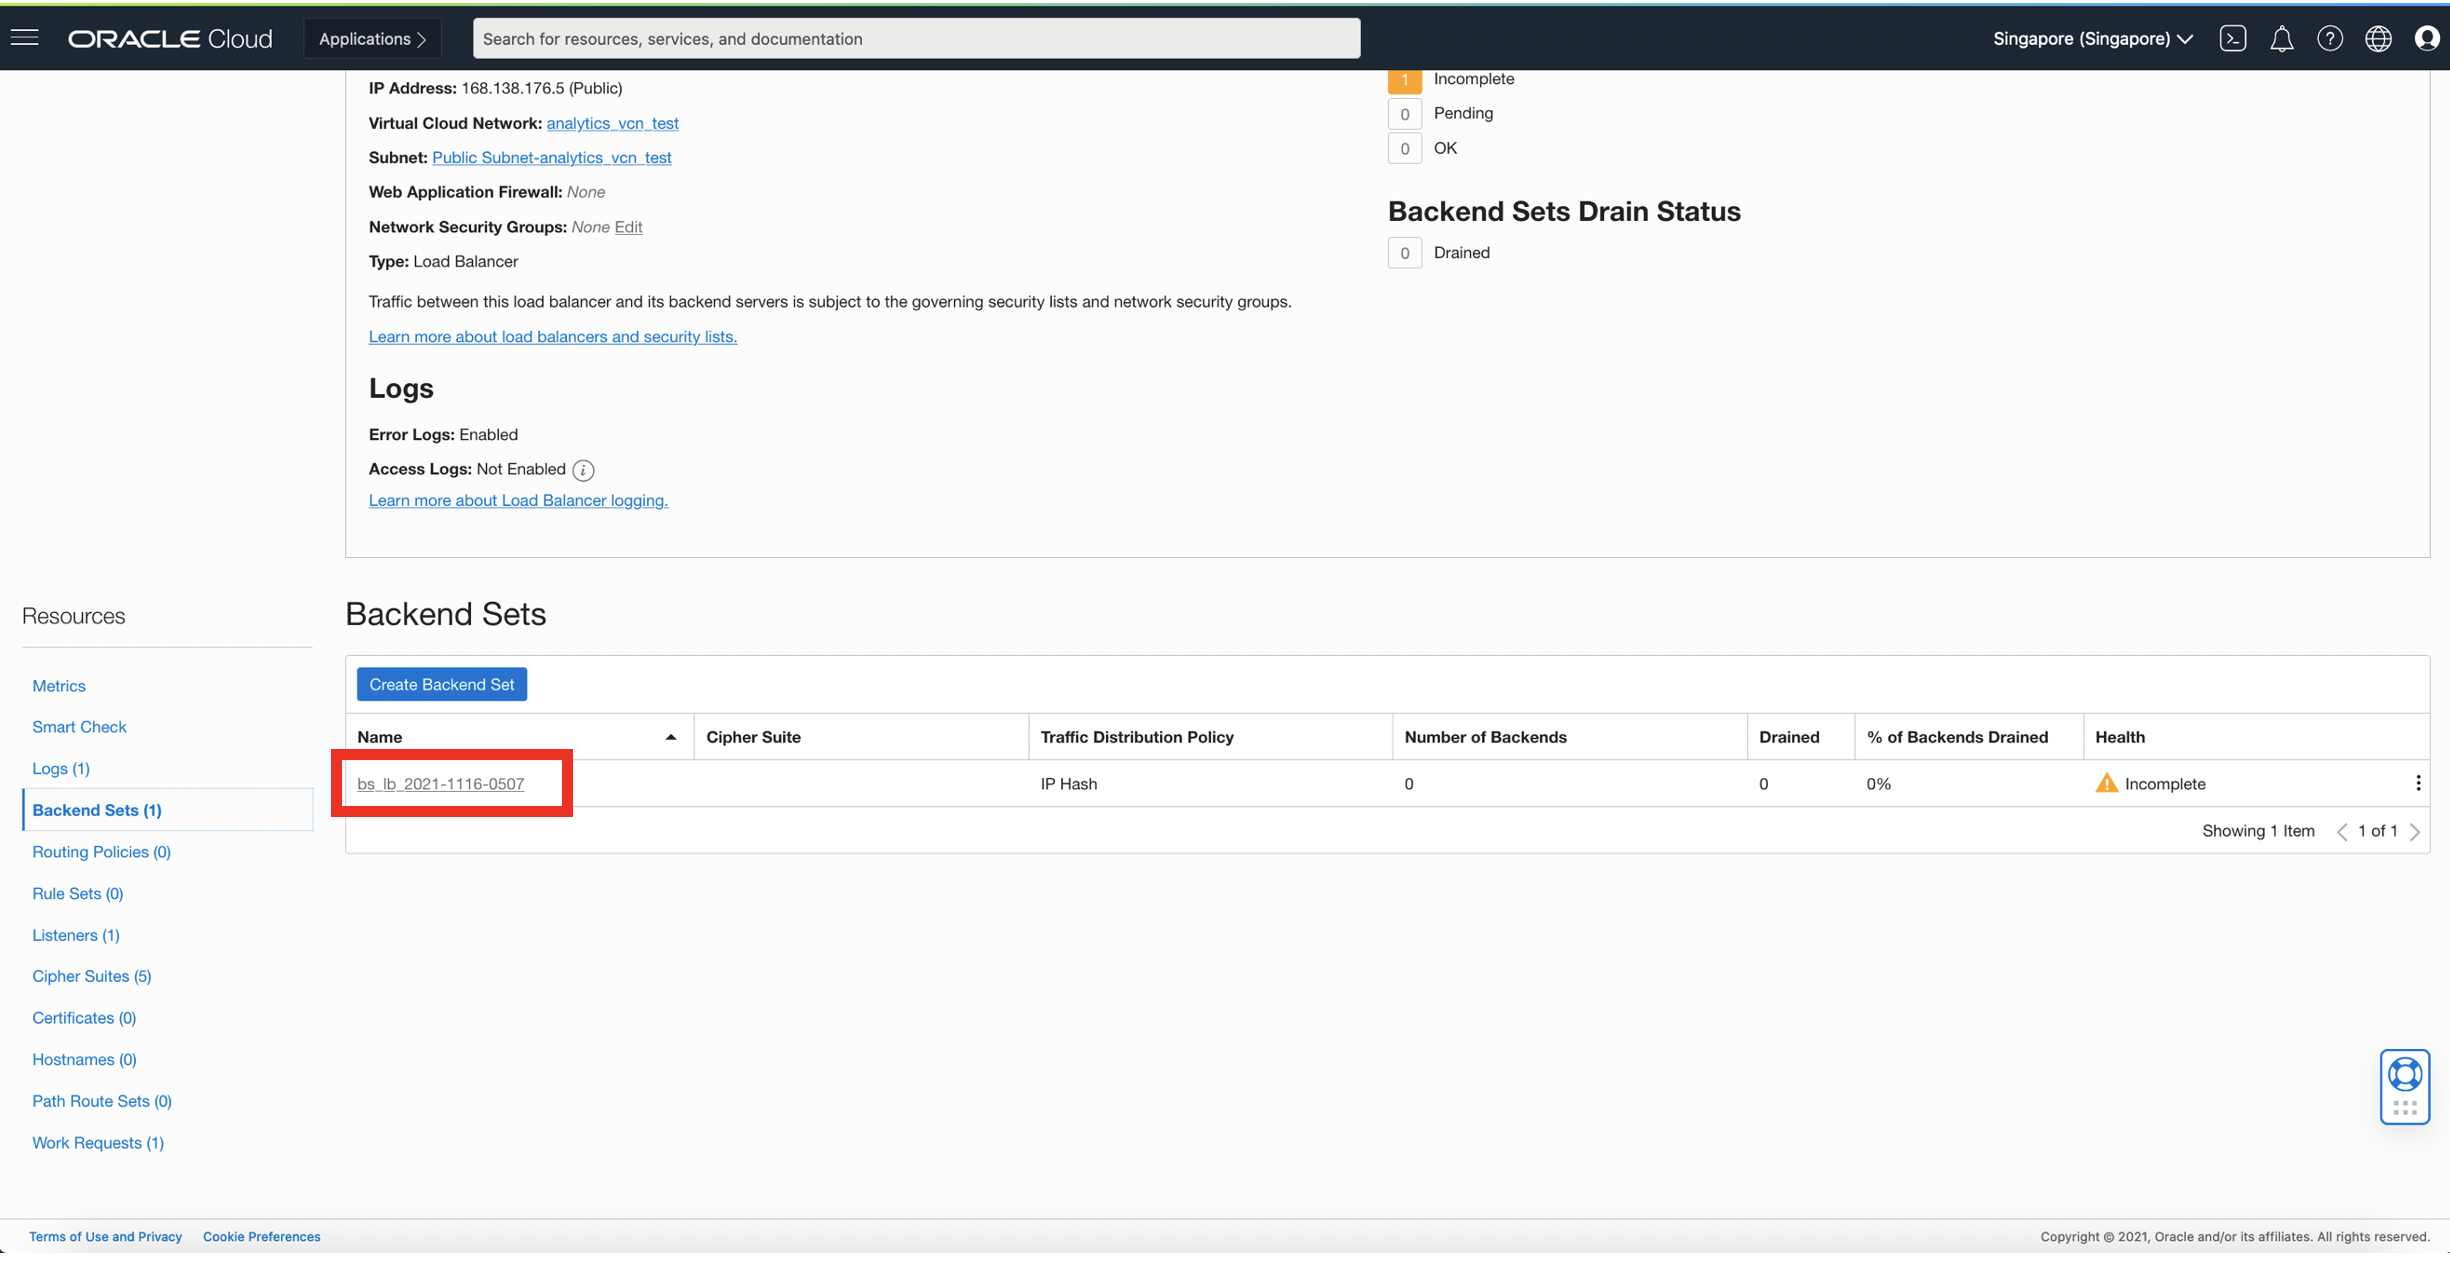 ORACLE Cloud
Applications
Search for resources, services, and documentation
Singapore (Singapore)
IP Address: 168.138.176.5 (Public)
Virtual Cloud Network: analytics_vcn_test
Subnet: Public Subnet-analytics_vcn_test
Web Application Firewall: None
Network Security Groups: None Edit
Type: Load Balancer
Traffic between this load balancer and its backend servers is subject to the governing security lists and network security groups.
Learn more about load balancers and security lists.
Logs
Error Logs: Enabled
Access Logs: Not Enabled i
Learn more about Load Balancer logging.
1 Incomplete
0 Pending
0 OK
Backend Sets Drain Status
0 Drained
Resources
Metrics
Smart Check
Logs (1)
Backend Sets (1)
Routing Policies (0)
Rule Sets (0)
Listeners (1)
Cipher Suites (5)
Certificates (0)
Hostnames (0)
Path Route Sets (0)
Work Requests (1)
Backend Sets
Create Backend Set
Name Cipher Suite Traffic Distribution Policy Number of Backends Drained % of Backends Drained Health
bs_lb_2021-1116-0507 IP Hash 0 0 0% Incomplete
Showing 1 Item 1 of 1
Terms of Use and Privacy Cookie Preferences
Copyright © 2021, Oracle and/or its affiliates. All rights reserved.